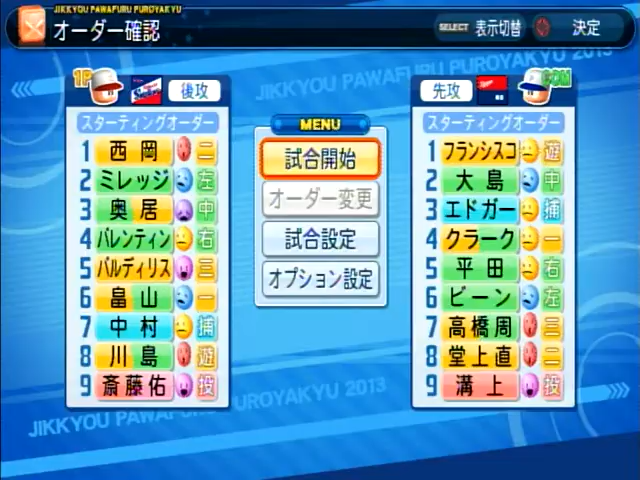 JIKKYOU PAWAFURU PUROYAKYU
オーダー確認
SELECT 表示切替 決定
JIKKYOU PAWAFURU PUROYAKYU 2013
1P 後攻
スターティングオーダー
1 西岡 二
2 ミレッジ 左
3 奥居 中
4 バレンティン 右
5 バルディリス 三
6 畠山 一
7 中村 捕
8 川島 遊
9 斎藤佑 投
MENU
試合開始
オーダー変更
試合設定
オプション設定
先攻 COM
スターティングオーダー
1 フランシスコ 遊
2 大島 中
3 エドガー 捕
4 クラーク 一
5 平田 右
6 ビーン 左
7 高橋周 三
8 堂上直 二
9 溝上 投
JIKKYOU PAWAFURU PUROYAKYU 2013